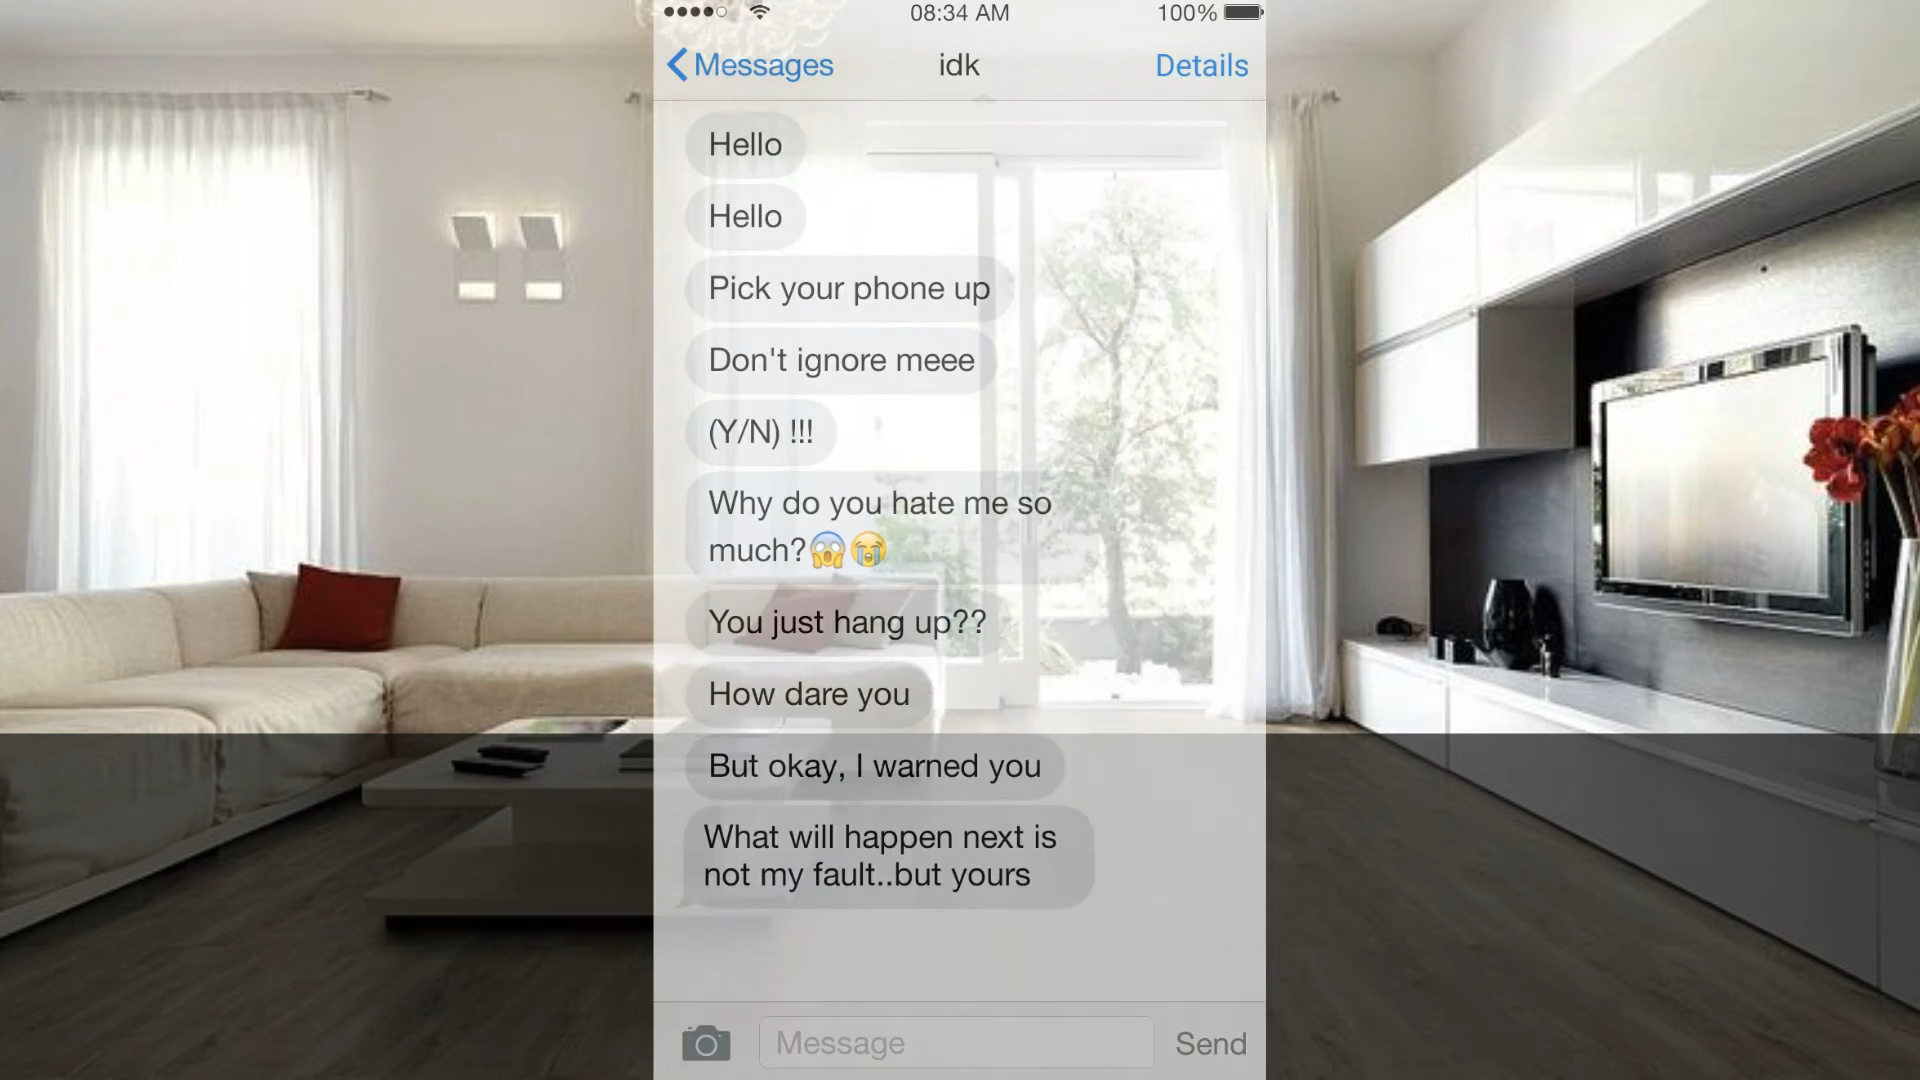 08:34 AM
100%
Messages
idk
Details
Hello
Hello
Pick your phone up
Don't ignore meee
(Y/N) !!!
Why do you hate me so
much?😱😭
You just hang up??
How dare you
But okay, I warned you
What will happen next is
not my fault..but yours
Message
Send